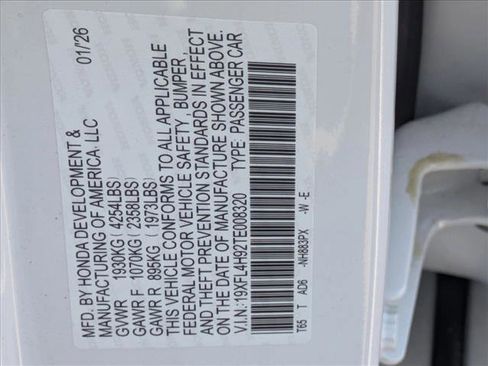 MFD. BY HONDA DEVELOPMENT & 01/26
MANUFACTURING OF AMERICA, LLC
GVWR 1930KG ( 4254LBS)
GAWR F 1070KG ( 2358LBS)
GAWR R 895KG ( 1973LBS)
THIS VEHICLE CONFORMS TO ALL APPLICABLE
FEDERAL MOTOR VEHICLE SAFETY, BUMPER,
AND THEFT PREVENTION STANDARDS IN EFFECT
ON THE DATE OF MANUFACTURE SHOWN ABOVE.
V.I.N.:19XFL4H92TE008320 TYPE: PASSENGER CAR
T65 T AD6 -NH883PX -W -E